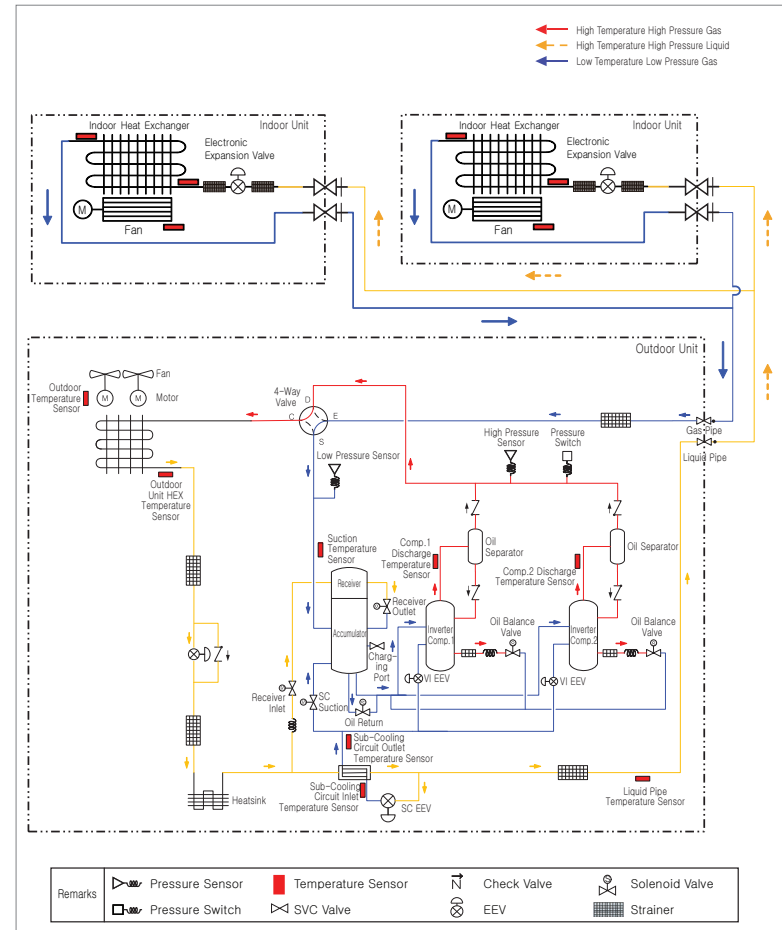 High Temperature High Pressure Gas
High Temperature High Pressure Liquid
Low Temperature Low Pressure Gas
Indoor Heat Exchanger
Indoor Unit
Electronic
Expansion Valve
M
Fan
Indoor Heat Exchanger
Indoor Unit
Electronic
Expansion Valve
M
Fan
Outdoor Unit
Fan
Motor
M
M
Outdoor
Temperature
Sensor
4-Way
Valve
D
C
E
S
Gas Pipe
Liquid Pipe
High Pressure
Sensor
Pressure
Switch
Low Pressure Sensor
Outdoor
Unit HEX
Temperature
Sensor
Suction
Temperature
Sensor
Comp.1
Discharge
Temperature
Sensor
Oil
Separator
Comp.2 Discharge
Temperature Sensor
Oil Separator
Receiver
Receiver
Outlet
Accumulator
Charg-
ing
Port
Inverter
Comp.1
Oil Balance
Valve
Inverter
Comp.2
Oil Balance
Valve
VI EEV
VI EEV
Receiver
Inlet
SC
Suction
Oil Return
Sub-Cooling
Circuit Outlet
Temperature Sensor
Heatsink
Sub-Cooling
Circuit Inlet
Temperature Sensor
SC EEV
Liquid Pipe
Temperature Sensor
Remarks
Pressure Sensor
Temperature Sensor
Check Valve
Solenoid Valve
Pressure Switch
SVC Valve
EEV
Strainer